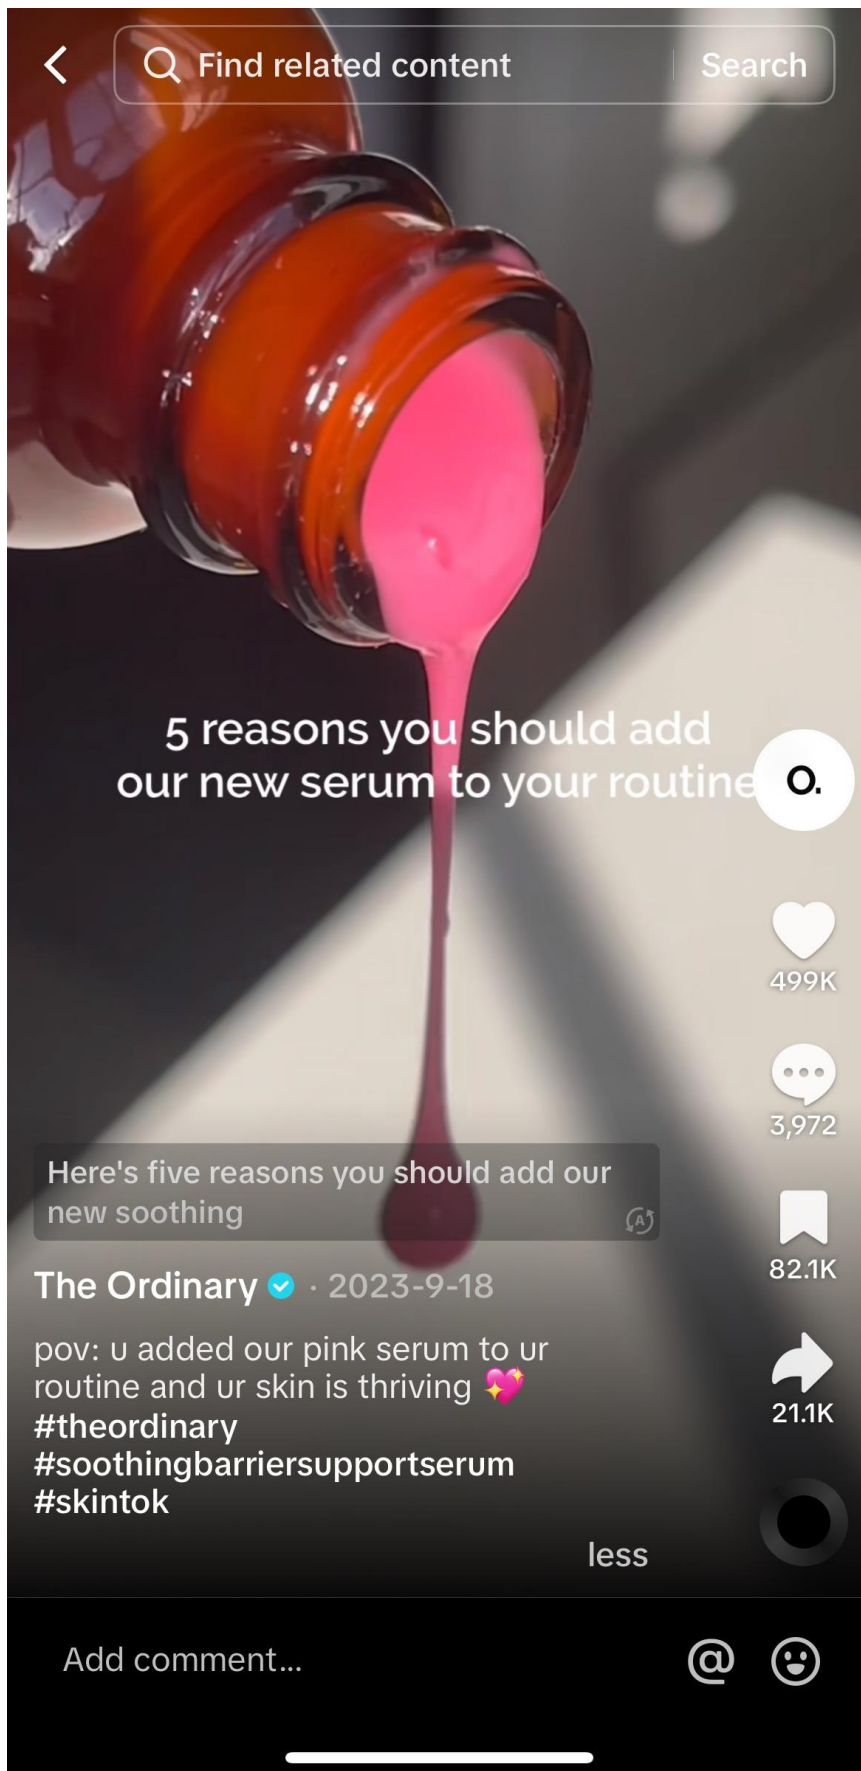 Find related content
Search
5 reasons you should add
our new serum to your routine
O.
499K
3,972
Here's five reasons you should add our
new soothing
A
82.1K
The Ordinary · 2023-9-18
pov: u added our pink serum to ur
routine and ur skin is thriving 💖
#theordinary
#soothingbarriersupportserum
#skintok
21.1K
less
Add comment...
@